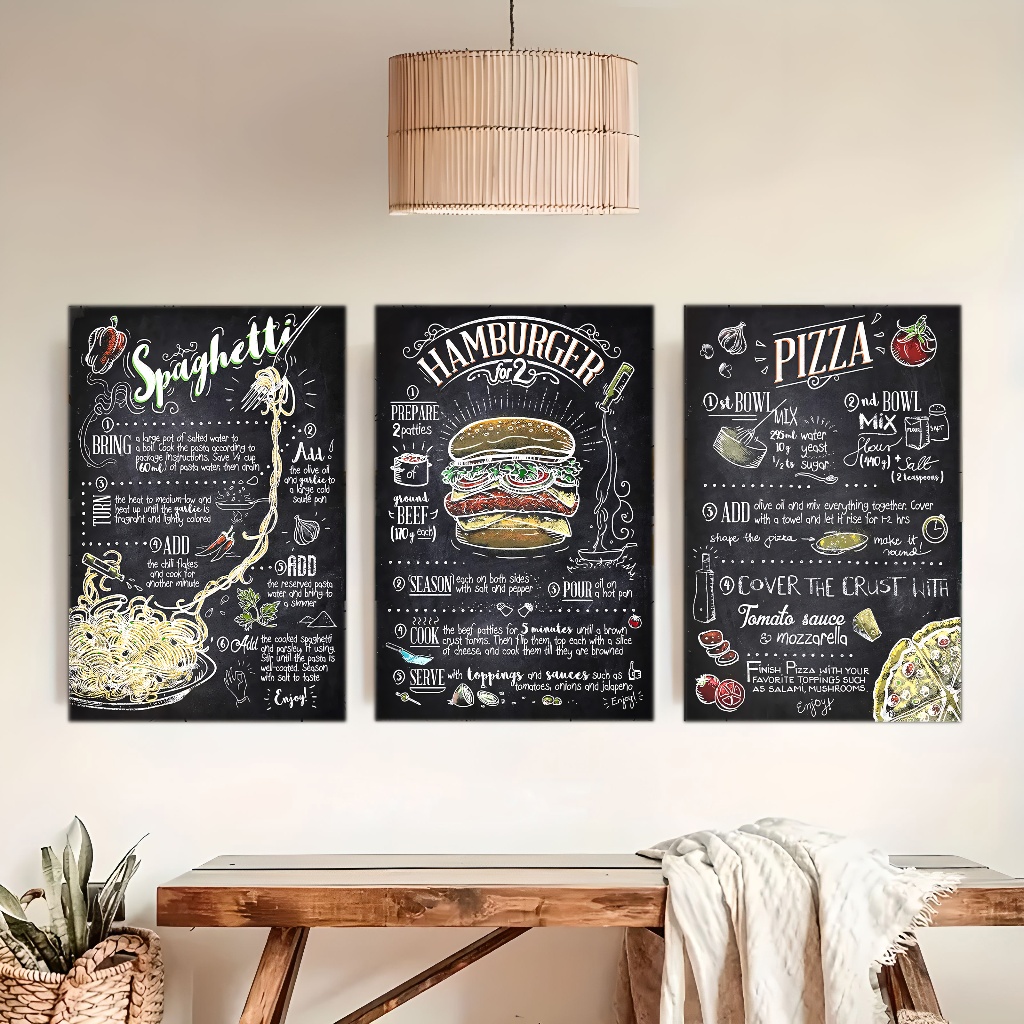 Spaghetti
1
BRING
a large pot of salted water to
a boil. Cook the pasta according to
package instructions. Save 1/4 cup
(60ml) of pasta water, then drain
2
Add
the olive oil
and garlic to
a large cold
sauté pan
3
TURN
the heat to medium-low and
heat up until the garlic is
fragrant and lightly colored
4 ADD
the chili flakes
and cook for
another minute
5 ADD
the reserved pasta
water and bring to
a simmer
6 Add
the cooked spaghetti
and parsley, if using.
Stir until the pasta is
well-coated. Season
with salt to taste
Enjoy!
HAMBURGER
for 2
1
PREPARE
2 patties
of
ground
BEEF
(170 g each)
2 SEASON each on both sides
with salt and pepper
3 POUR oil on
a hot pan
4 COOK the beef patties for 5 minutes until a brown
crust forms. Then flip them, top each with a slice
of cheese, and cook till they are browned
5 SERVE with toppings and sauces such as
tomatoes, onions and jalapeno
Enjoy!
PIZZA
1st BOWL
MIX
295ml water
10g yeast
1/2 ts sugar
2nd BOWL
MIX
flour
(440g) +
Salt
(2 teaspoons)
FLOUR
SALT
3 ADD olive oil and mix everything together. Cover
with a towel and let it rise for 1-2 hrs
shape the pizza
make it
round!
4 COVER THE CRUST WITH
Tomato sauce
& mozzarella
FINISH PIZZA WITH YOUR
FAVORITE TOPPINGS SUCH
AS SALAMI, MUSHROOMS.
Enjoy!